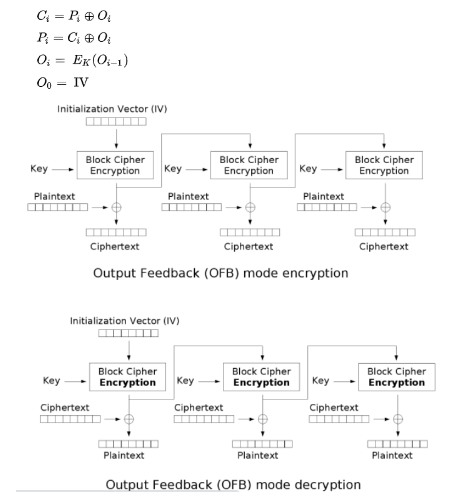 C_i = P_i ⊕ O_i
P_i = C_i ⊕ O_i
O_i = E_K(O_{i−1})
O_0 = IV
Initialization Vector (IV)
Key Block Cipher Encryption Key Block Cipher Encryption Key Block Cipher Encryption
Plaintext Plaintext Plaintext
Ciphertext Ciphertext Ciphertext
Output Feedback (OFB) mode encryption
Initialization Vector (IV)
Key Block Cipher Encryption Key Block Cipher Encryption Key Block Cipher Encryption
Ciphertext Ciphertext Ciphertext
Plaintext Plaintext Plaintext
Output Feedback (OFB) mode decryption